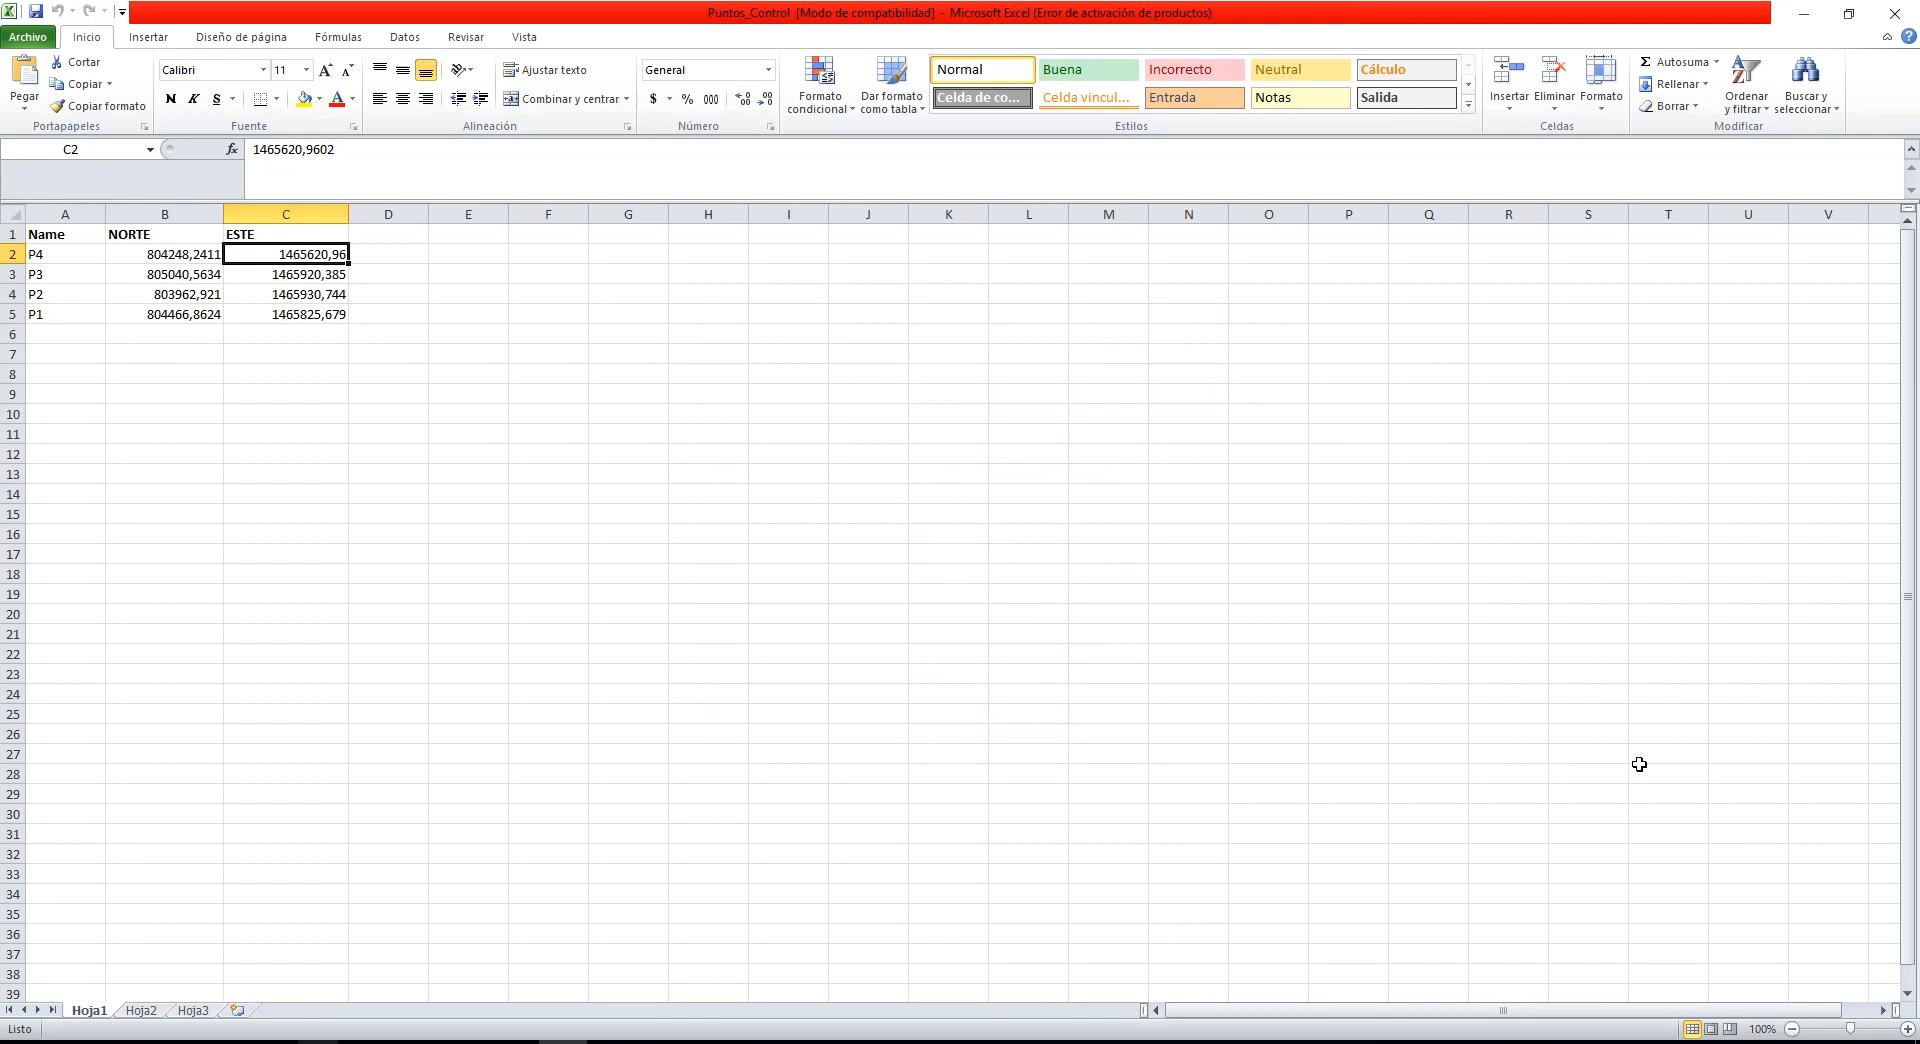 Puntos_Control [Modo de compatibilidad] - Microsoft Excel (Error de activación de productos)
Archivo Inicio Insertar Diseño de página Fórmulas Datos Revisar Vista
Pegar
Cortar
Copiar
Copiar formato
Portapapeles
Calibri 11
N K S
Fuente
Ajustar texto
Combinar y centrar
Alineación
General
$ % 000
Número
Formato condicional
Dar formato como tabla
Normal Buena Incorrecto Neutral Cálculo
Celda de co... Celda vincul... Entrada Notas Salida
Estilos
Insertar Eliminar Formato
Celdas
Σ Autosuma
Rellenar
Borrar
Ordenar y filtrar
Buscar y seleccionar
Modificar
C2 fx 1465620,9602
A B C D E F G H I J K L M N O P Q R S T U V
1 Name NORTE ESTE
2 P4 804248,2411 1465620,96
3 P3 805040,5634 1465920,385
4 P2 803962,921 1465930,744
5 P1 804466,8624 1465825,679
6
7
8
9
10
11
12
13
14
15
16
17
18
19
20
21
22
23
24
25
26
27
28
29
30
31
32
33
34
35
36
37
38
39
Hoja1 Hoja2 Hoja3
Listo 100%